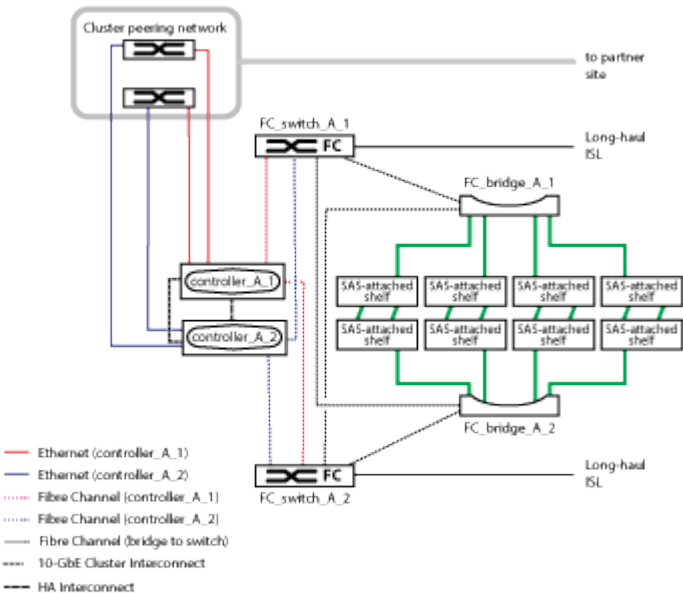 Cluster peering network
to partner
site
FC_switch_A_1
FC
Long-haul
ISL
FC_bridge_A_1
controller_A_1
controller_A_2
SAS-attached
shelf
SAS-attached
shelf
SAS-attached
shelf
SAS-attached
shelf
SAS-attached
shelf
SAS-attached
shelf
SAS-attached
shelf
SAS-attached
shelf
FC_bridge_A_2
FC
FC_switch_A_2
Long-haul
ISL
Ethernet (controller_A_1)
Ethernet (controller_A_2)
Fibre Channel (controller_A_1)
Fibre Channel (controller_A_2)
Fibre Channel (bridge to switch)
10-GbE Cluster Interconnect
HA Interconnect